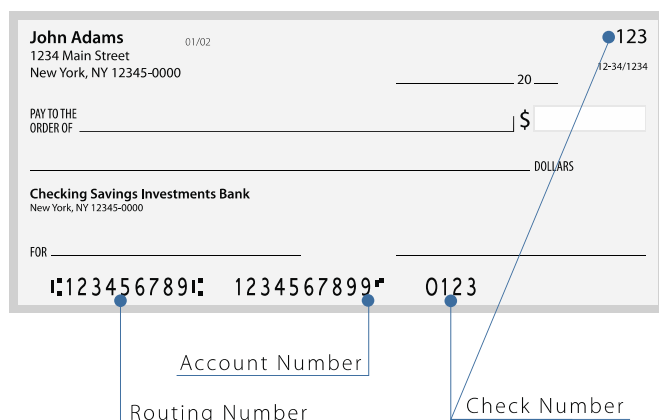 John Adams 01/02 123
1234 Main Street
New York, NY 12345-0000 12-34/1234
20
PAY TO THE
ORDER OF $
DOLLARS
Checking Savings Investments Bank
New York, NY 12345-0000
FOR
⑆123456789⑆ 1234567899⑈ 0123
Account Number
Routing Number Check Number